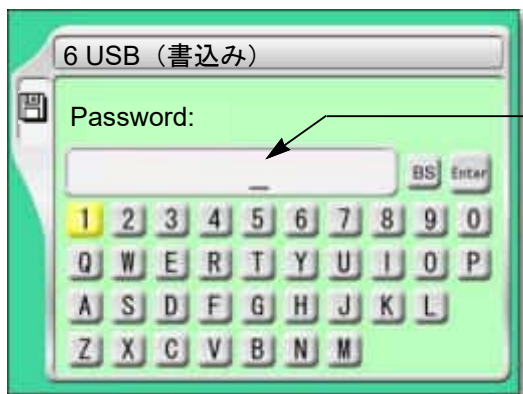 6 USB（書込み）
Password:
_
BS Enter
1 2 3 4 5 6 7 8 9 0
Q W E R T Y U I O P
A S D F G H J K L
Z X C V B N M